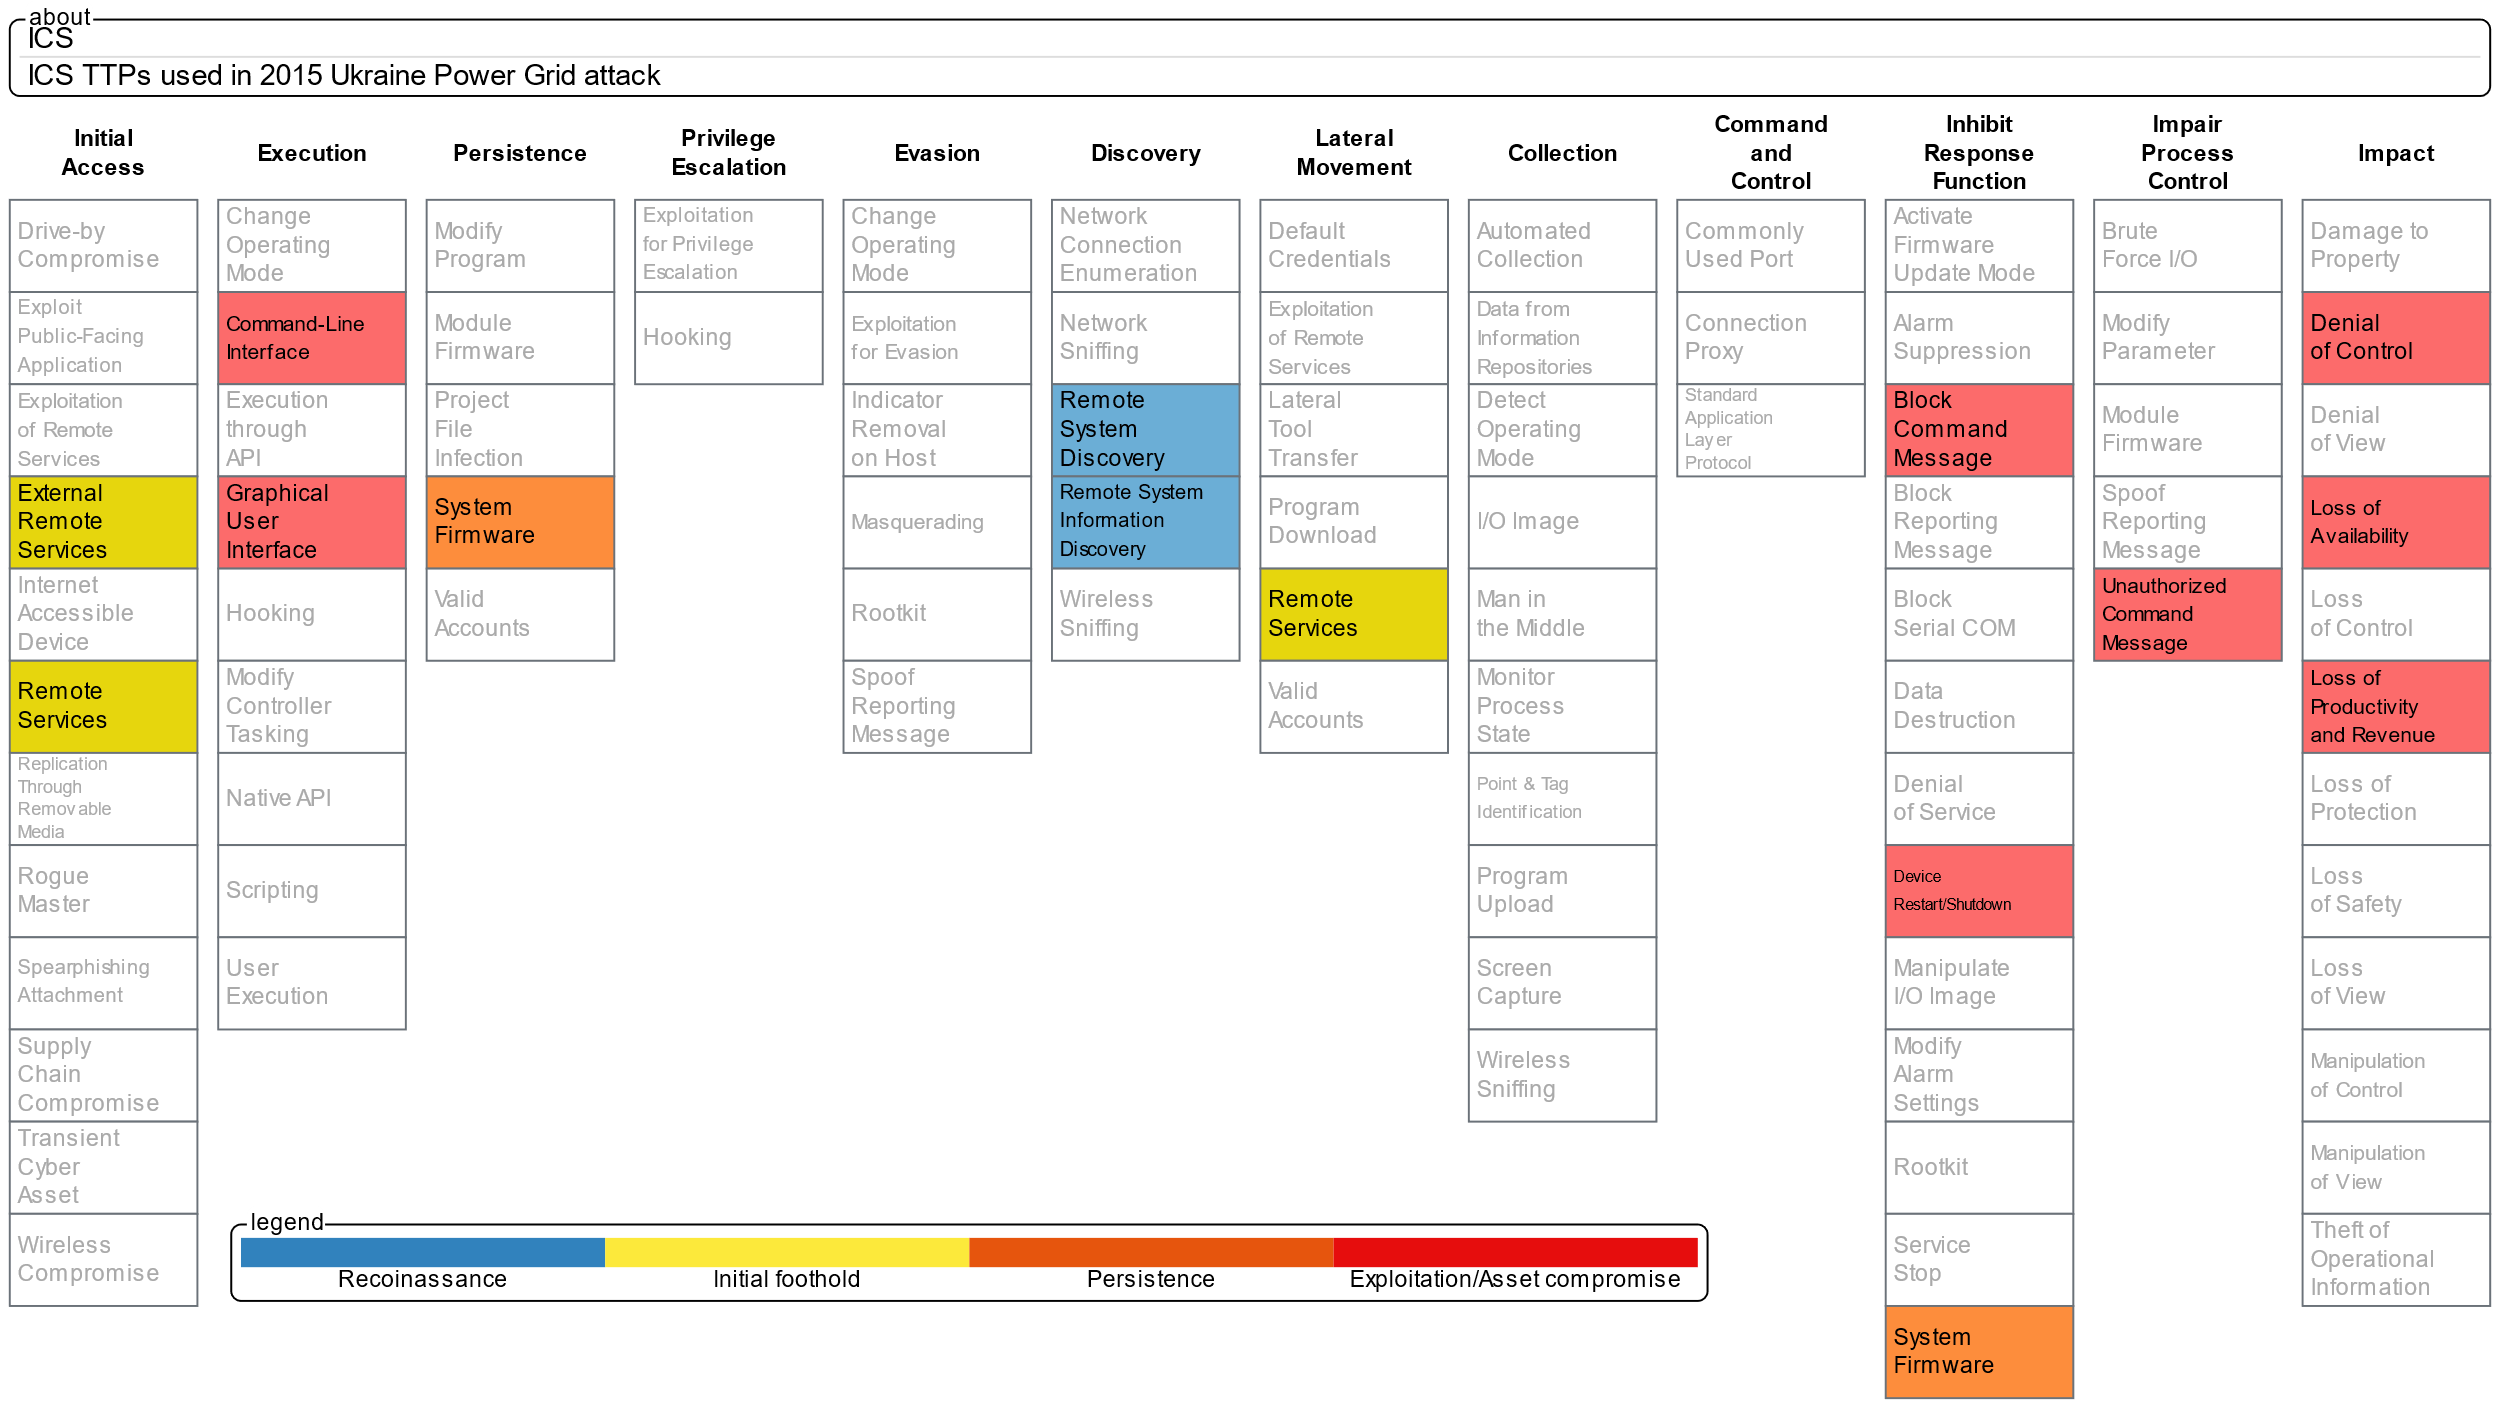 about
ICS
ICS TTPs used in 2015 Ukraine Power Grid attack
Initial
Access
Drive-by
Compromise
Exploit
Public-Facing
Application
Exploitation
of Remote
Services
External
Remote
Services
Internet
Accessible
Device
Remote
Services
Replication
Through
Removable
Media
Rogue
Master
Spearphishing
Attachment
Supply
Chain
Compromise
Transient
Cyber
Asset
Wireless
Compromise
Execution
Change
Operating
Mode
Command-Line
Interface
Execution
through
API
Graphical
User
Interface
Hooking
Modify
Controller
Tasking
Native API
Scripting
User
Execution
Persistence
Modify
Program
Module
Firmware
Project
File
Infection
System
Firmware
Valid
Accounts
Privilege
Escalation
Exploitation
for Privilege
Escalation
Hooking
Evasion
Change
Operating
Mode
Exploitation
for Evasion
Indicator
Removal
on Host
Masquerading
Rootkit
Spoof
Reporting
Message
Discovery
Network
Connection
Enumeration
Network
Sniffing
Remote
System
Discovery
Remote System
Information
Discovery
Wireless
Sniffing
Lateral
Movement
Default
Credentials
Exploitation
of Remote
Services
Lateral
Tool
Transfer
Program
Download
Remote
Services
Valid
Accounts
Collection
Automated
Collection
Data from
Information
Repositories
Detect
Operating
Mode
I/O Image
Man in
the Middle
Monitor
Process
State
Point & Tag
Identification
Program
Upload
Screen
Capture
Wireless
Sniffing
Command
and
Control
Commonly
Used Port
Connection
Proxy
Standard
Application
Layer
Protocol
Inhibit
Response
Function
Activate
Firmware
Update Mode
Alarm
Suppression
Block
Command
Message
Block
Reporting
Message
Block
Serial COM
Data
Destruction
Denial
of Service
Device
Restart/Shutdown
Manipulate
I/O Image
Modify
Alarm
Settings
Rootkit
Service
Stop
System
Firmware
Impair
Process
Control
Brute
Force I/O
Modify
Parameter
Module
Firmware
Spoof
Reporting
Message
Unauthorized
Command
Message
Impact
Damage to
Property
Denial
of Control
Denial
of View
Loss of
Availability
Loss
of Control
Loss of
Productivity
and Revenue
Loss of
Protection
Loss
of Safety
Loss
of View
Manipulation
of Control
Manipulation
of View
Theft of
Operational
Information
legend
Recoinassance
Initial foothold
Persistence
Exploitation/Asset compromise